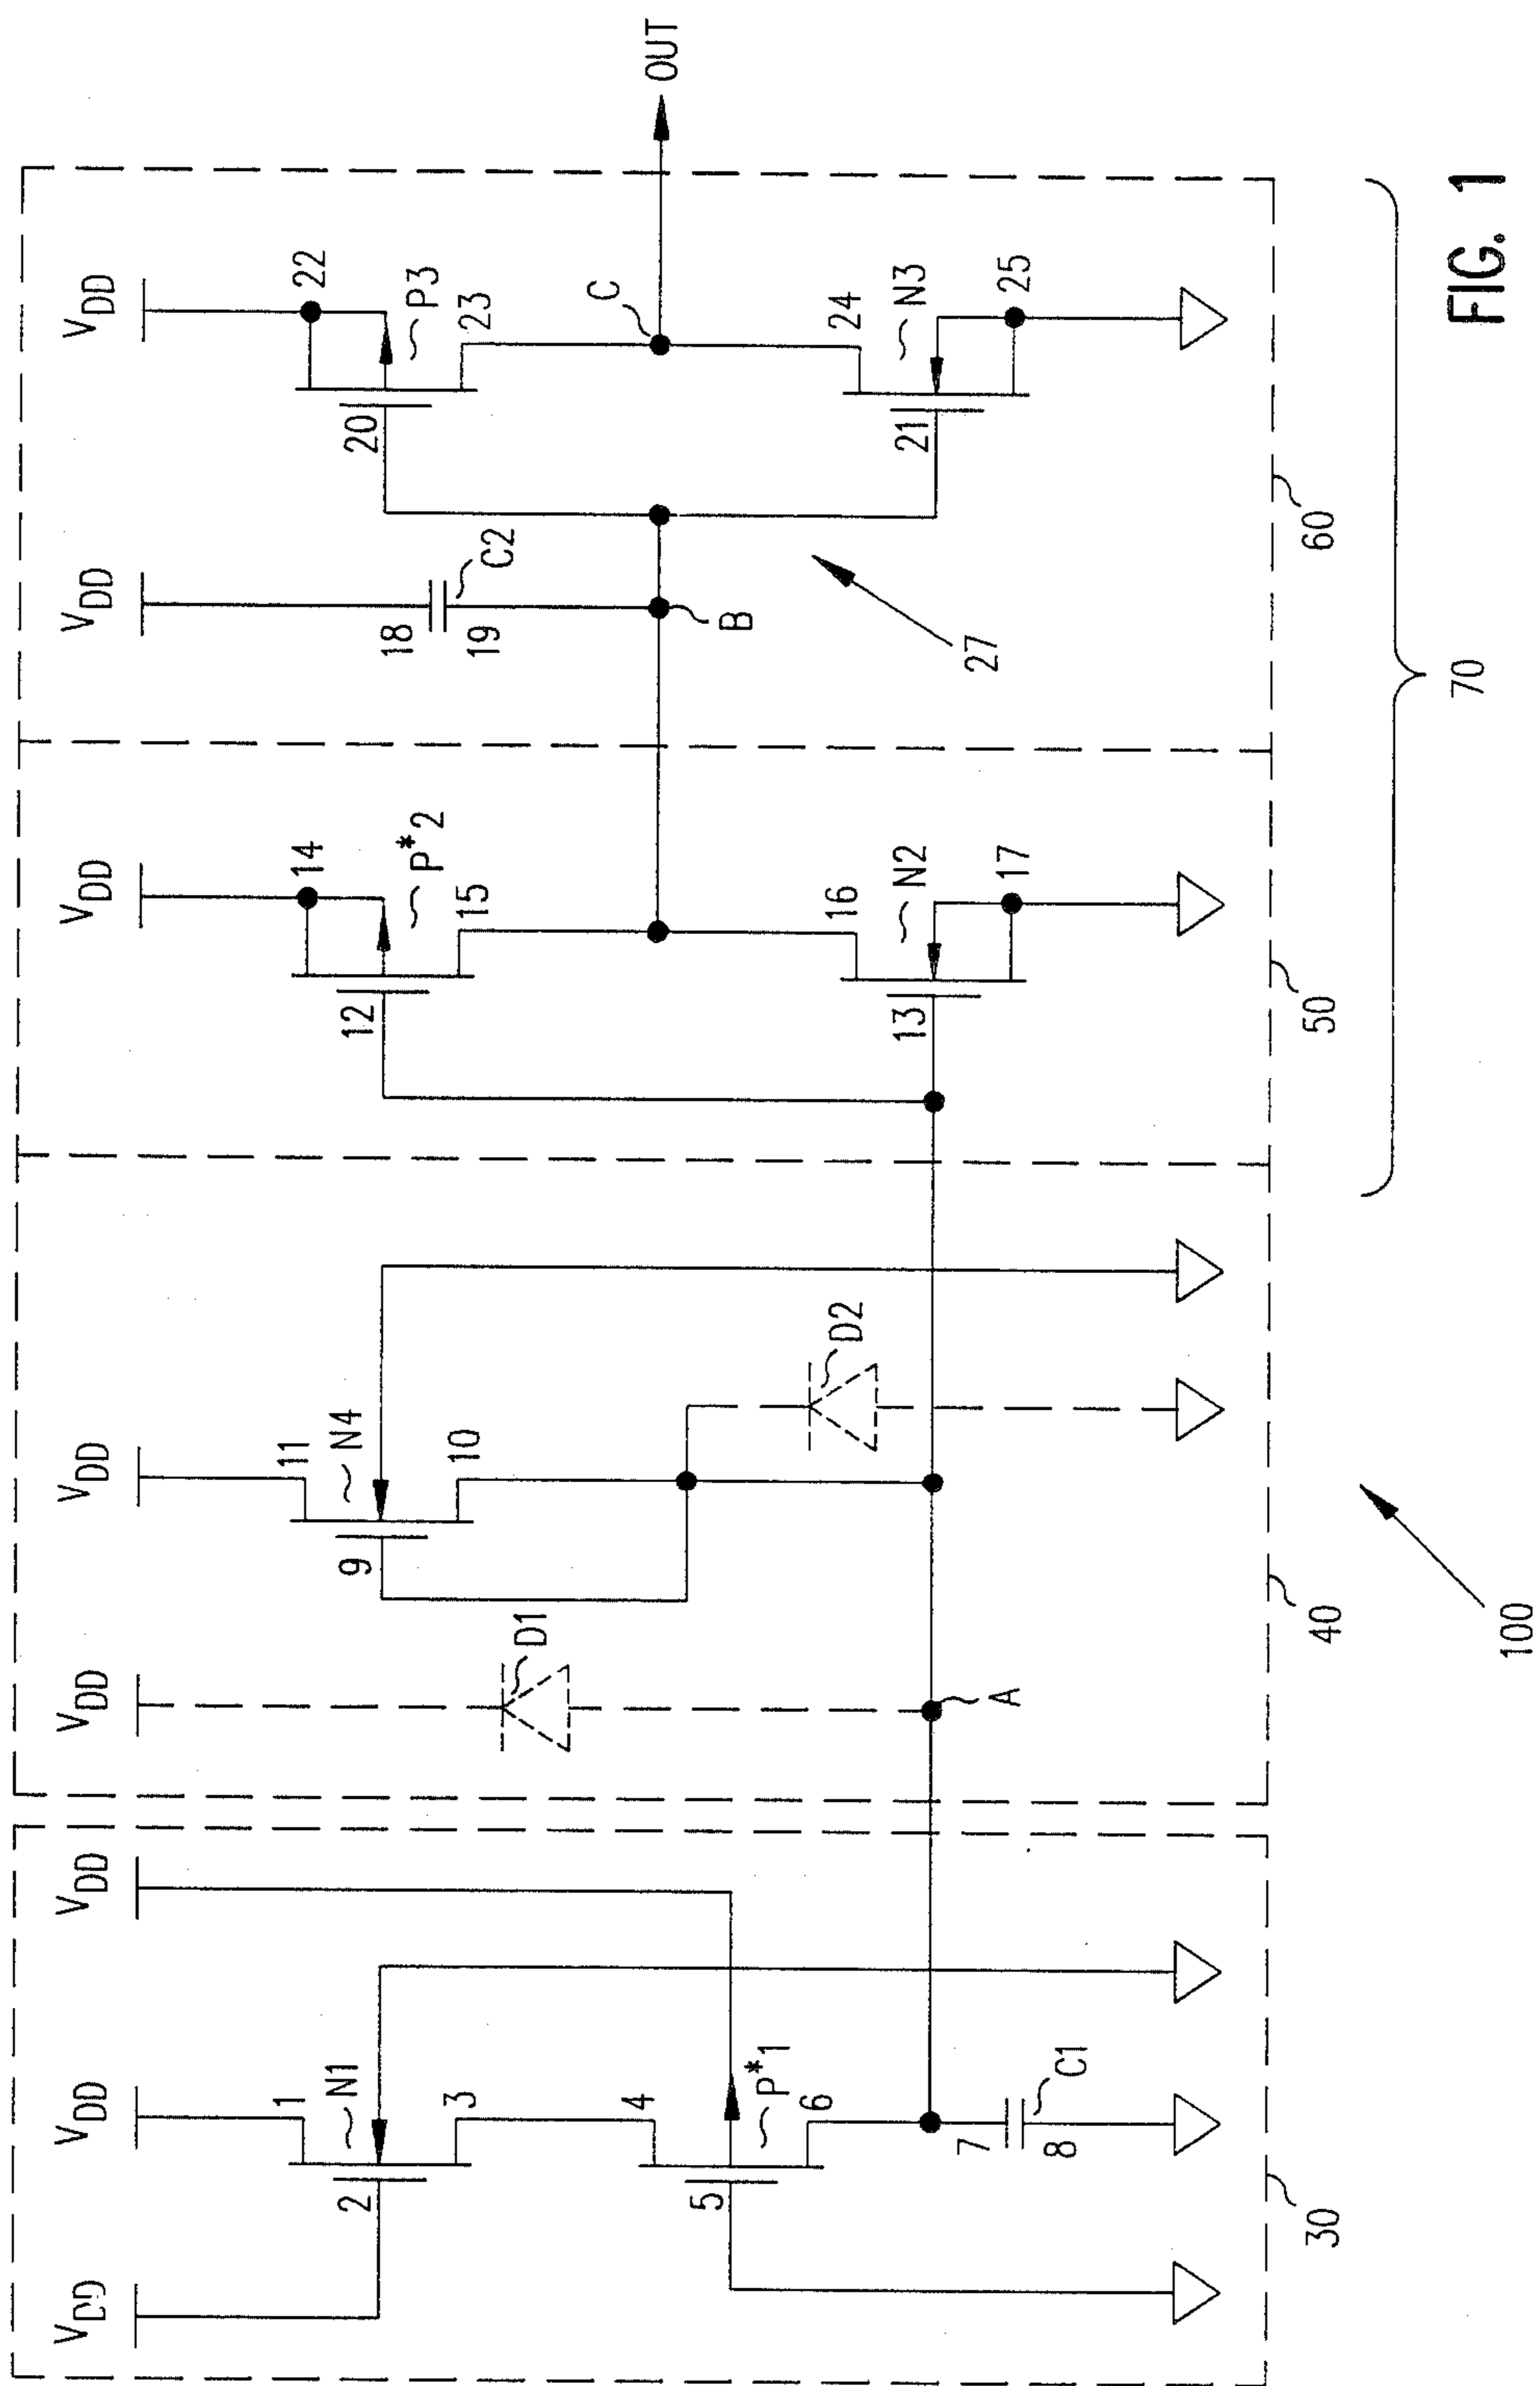 V_DD V_DD V_DD V_DD V_DD V_DD V_DD V_DD
1 11 14 22
2 N1 9 N4 12 P*2 18 C2 20 P3
3 D1 10 15 19 23
4 C OUT
5 P*1 D2 B
6 16 24
A 13 N2 27 21 N3
7 C1 17 25
8
30 40 50 60
100 70
FIG. 1